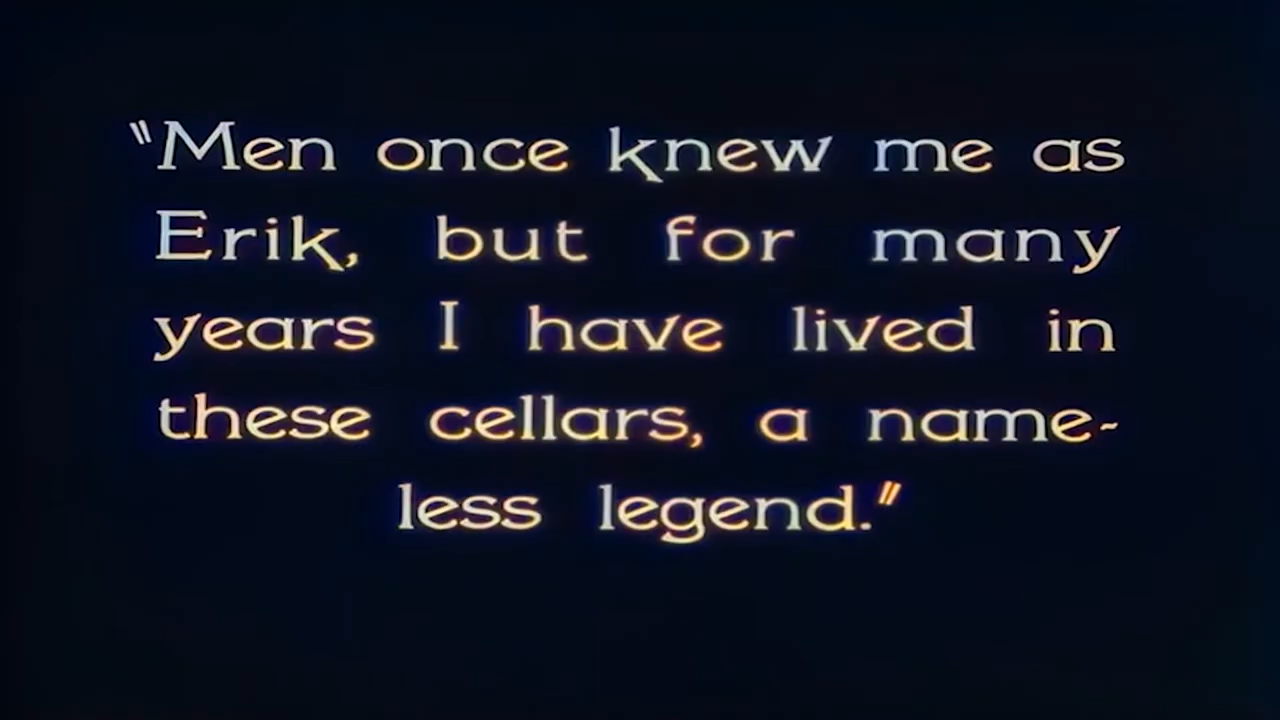 "Men once knew me as
Erik, but for many
years I have lived in
these cellars, a name-
less legend."